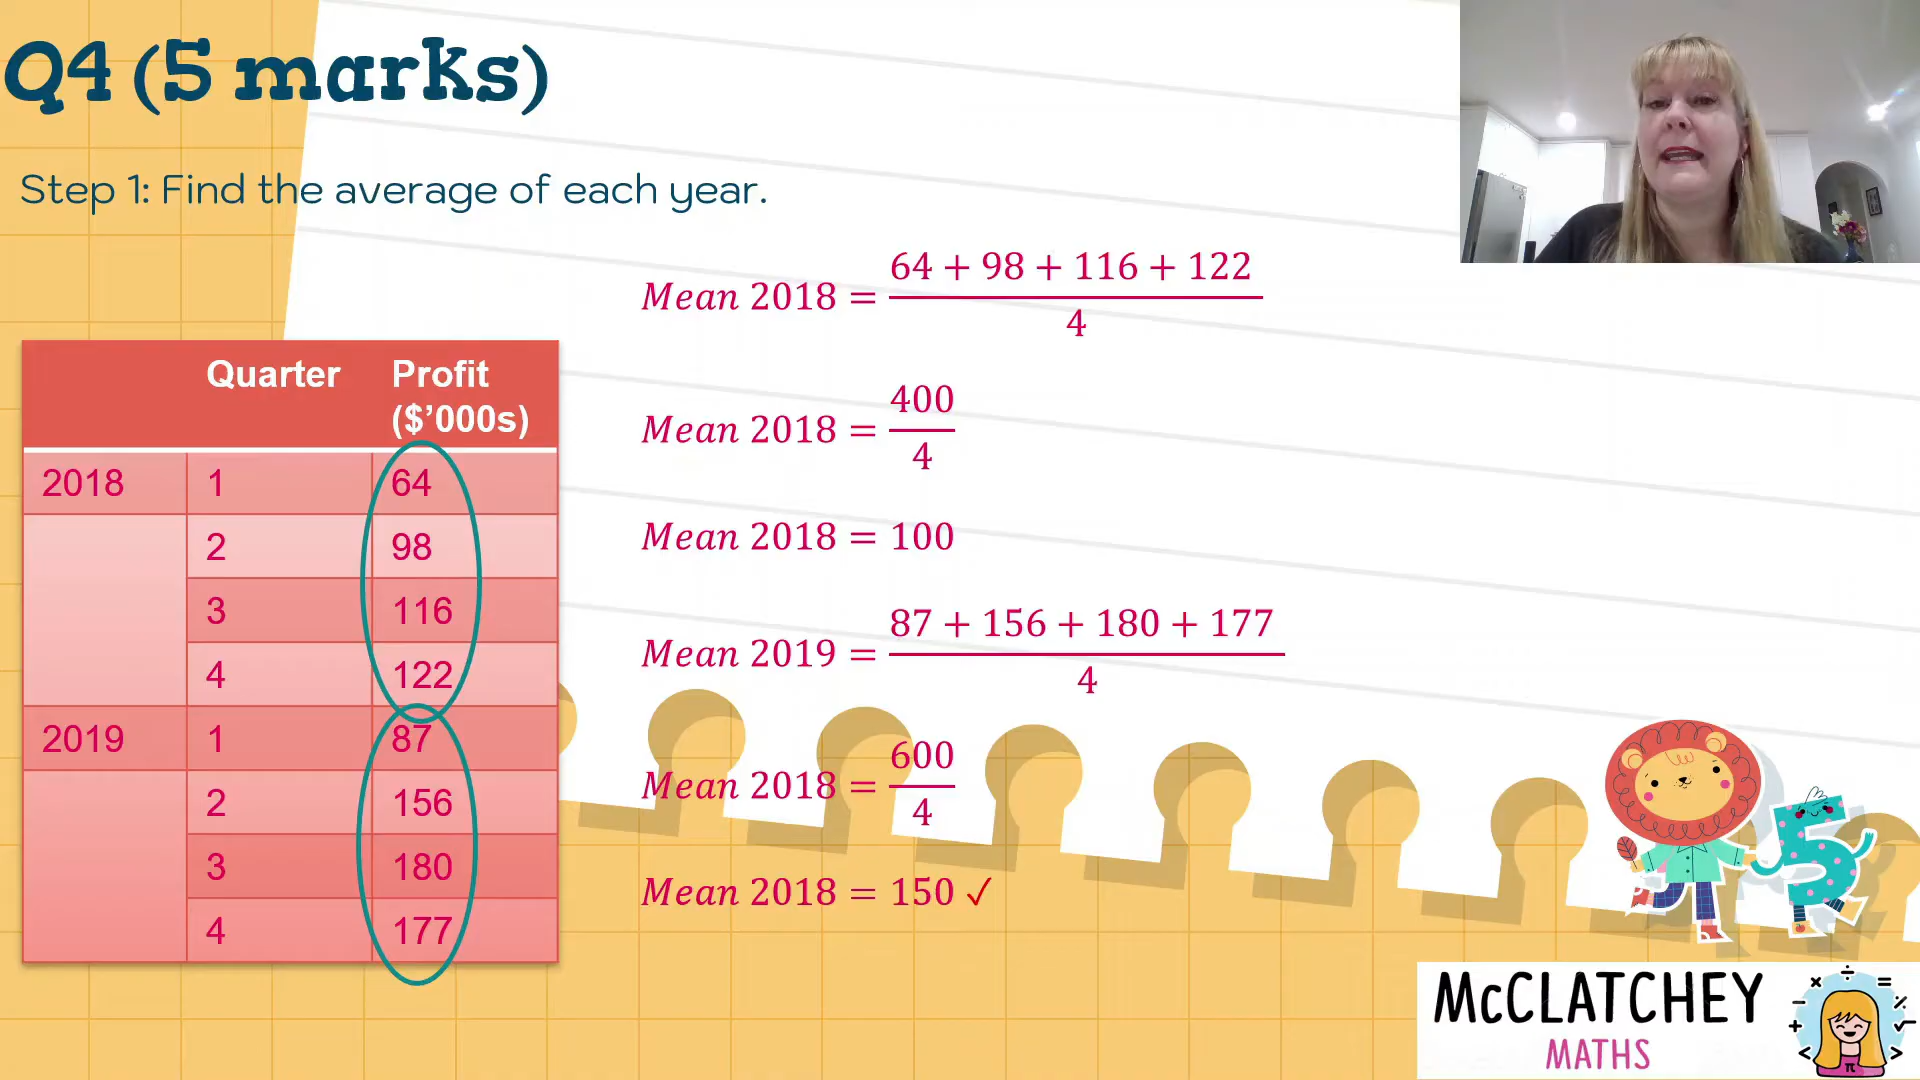 Q4 (5 marks)
Step 1: Find the average of each year.
Quarter Profit ($’000s)
2018 1 64
2 98
3 116
4 122
2019 1 87
2 156
3 180
4 177
Mean 2018 = (64 + 98 + 116 + 122)/4
Mean 2018 = 400/4
Mean 2018 = 100
Mean 2019 = (87 + 156 + 180 + 177)/4
Mean 2018 = 600/4
Mean 2018 = 150 ✓
McCLATCHEY
MATHS